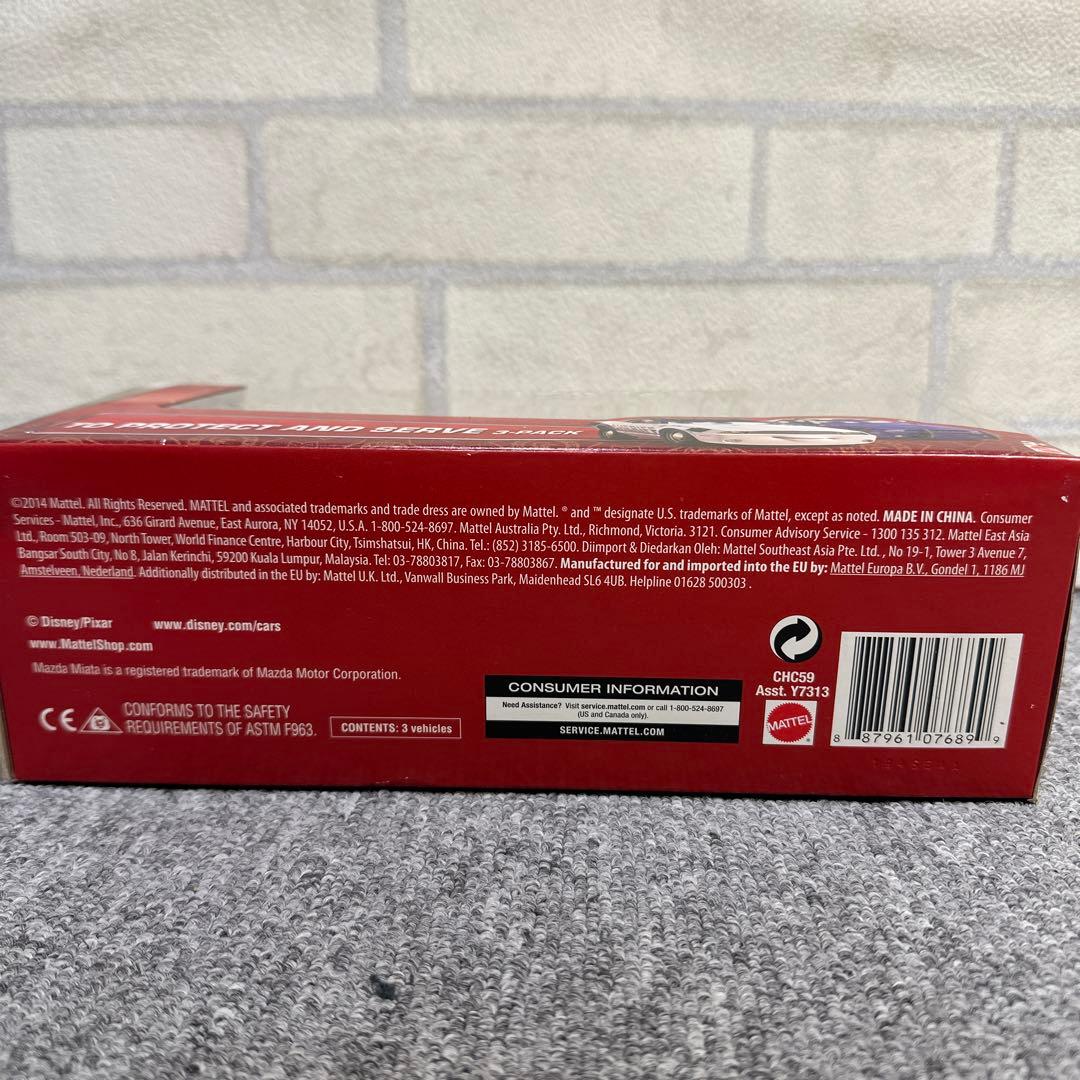 TO PROTECT AND SERVE 3-PACK
©2014 Mattel. All Rights Reserved. MATTEL and associated trademarks and trade dress are owned by Mattel. ® and ™ designate U.S. trademarks of Mattel, except as noted. MADE IN CHINA. Consumer
Services - Mattel, Inc., 636 Girard Avenue, East Aurora, NY 14052, U.S.A. 1-800-524-8697. Mattel Australia Pty. Ltd., Richmond, Victoria. 3121. Consumer Advisory Service - 1300 135 312. Mattel East Asia
Ltd., Room 503-09, North Tower, World Finance Centre, Harbour City, Tsimshatsui, HK, China. Tel.: (852) 3185-6500. Diimport & Diedarkan Oleh: Mattel Southeast Asia Pte. Ltd., No 19-1, Tower 3 Avenue 7,
Bangsar South City, No 8, Jalan Kerinchi, 59200 Kuala Lumpur, Malaysia. Tel: 03-78803817, Fax: 03-78803867. Manufactured for and imported into the EU by: Mattel Europa B.V., Gondel 1, 1186 MJ
Amstelveen, Nederland. Additionally distributed in the EU by: Mattel U.K. Ltd., Vanwall Business Park, Maidenhead SL6 4UB. Helpline 01628 500303 .
© Disney/Pixar www.disney.com/cars
www.MattelShop.com
Mazda Miata is a registered trademark of Mazda Motor Corporation.
CE
CONFORMS TO THE SAFETY
REQUIREMENTS OF ASTM F963.
CONTENTS: 3 vehicles
CONSUMER INFORMATION
Need Assistance? Visit service.mattel.com or call 1-800-524-8697
(US and Canada only).
SERVICE.MATTEL.COM
CHC59
Asst. Y7313
MATTEL
8 87961 07689 9